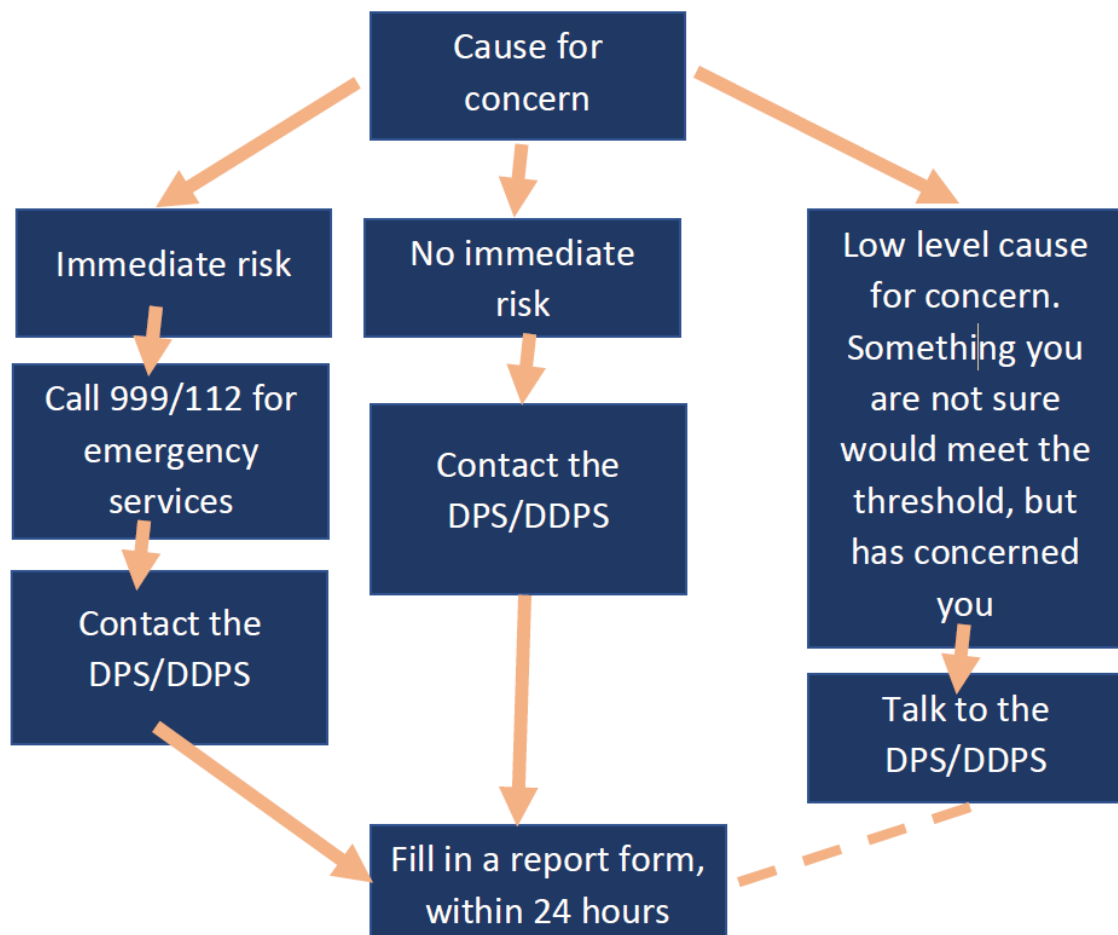 Cause for
concern
Immediate risk
Call 999/112 for
emergency
services
Contact the
DPS/DDPS
No immediate
risk
Contact the
DPS/DDPS
Low level cause
for concern.
Something you
are not sure
would meet the
threshold, but
has concerned
you
Talk to the
DPS/DDPS
Fill in a report form,
within 24 hours